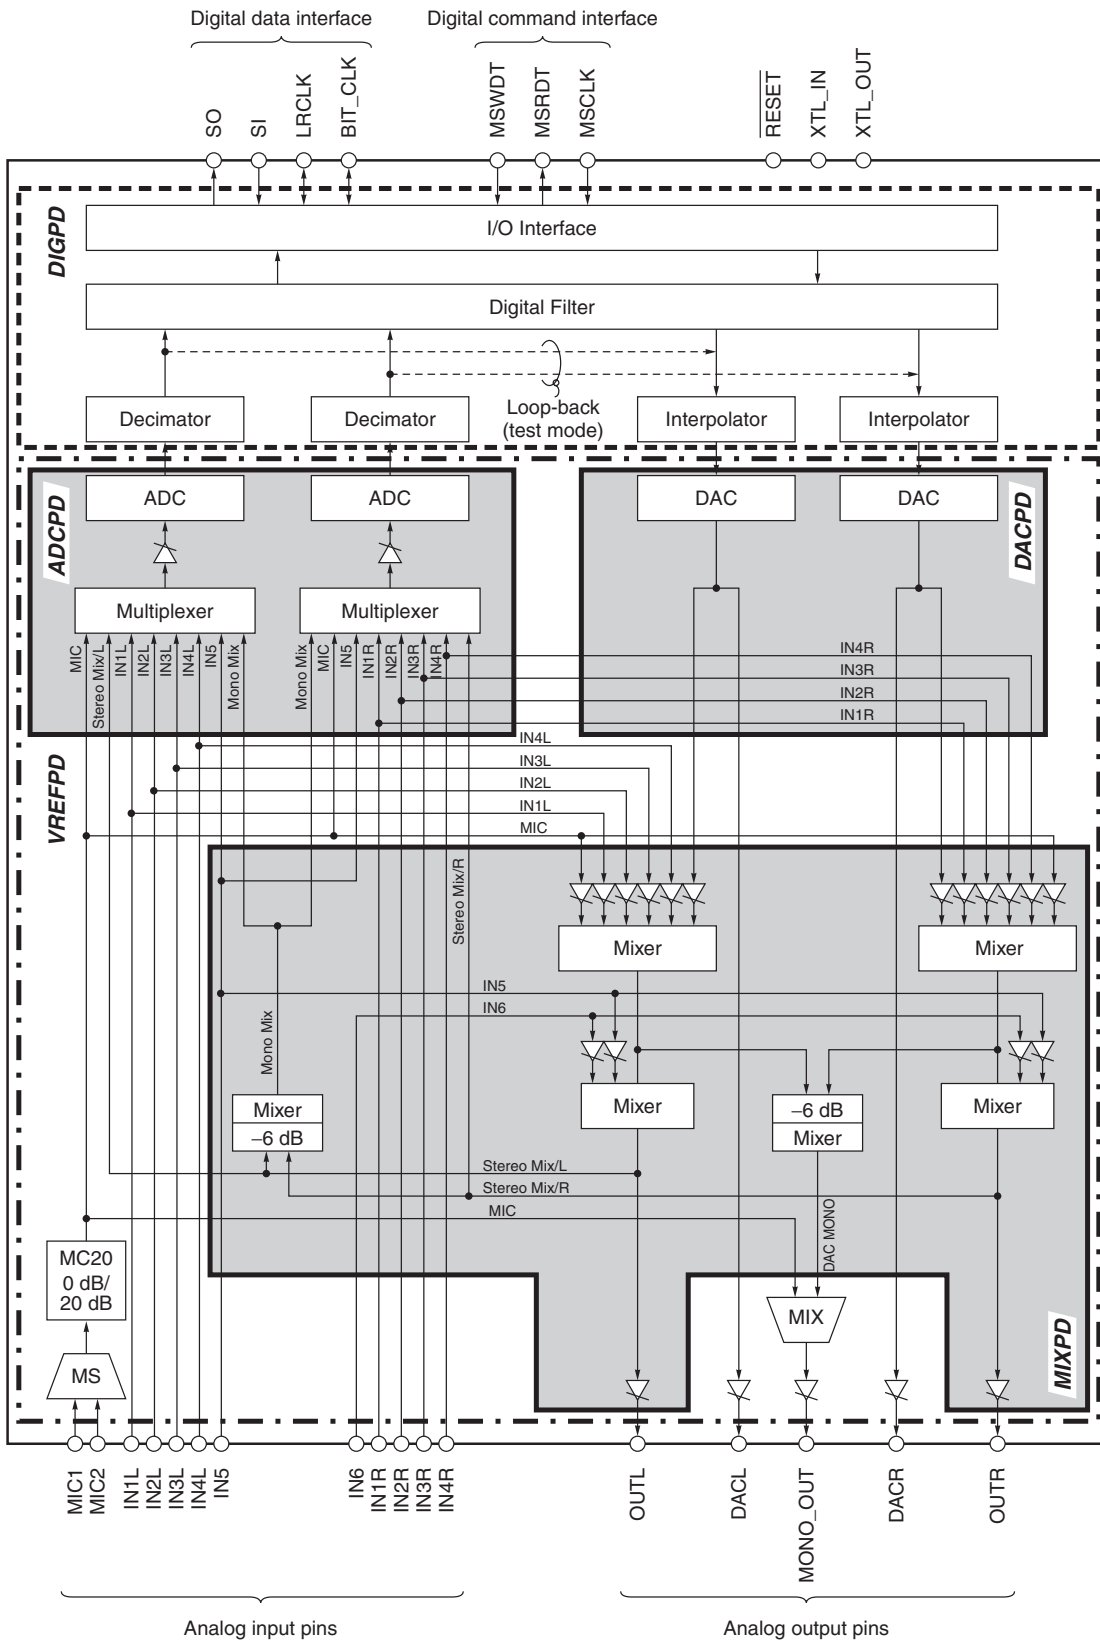 Digital data interface
Digital command interface
SO
SI
LRCLK
BIT_CLK
MSWDT
MSRDT
MSCLK
RESET
XTL_IN
XTL_OUT
DIGPD
I/O Interface
Digital Filter
Decimator
Decimator
Loop-back
(test mode)
Interpolator
Interpolator
ADCPD
ADC
ADC
DAC
DAC
DACPD
Multiplexer
Multiplexer
MIC
Stereo Mix/L
IN1L
IN2L
IN3L
IN4L
IN5
Mono Mix
Mono Mix
MIC
IN5
IN1R
IN2R
IN3R
IN4R
IN4R
IN3R
IN2R
IN1R
VREFPD
IN4L
IN3L
IN2L
IN1L
MIC
Stereo Mix/R
Mixer
Mixer
IN5
IN6
Mono Mix
Mixer
–6 dB
Mixer
–6 dB
Mixer
Mixer
Stereo Mix/L
Stereo Mix/R
MIC
DAC MONO
MC20
0 dB/
20 dB
MS
MIX
MIXPD
MIC1
MIC2
IN1L
IN2L
IN3L
IN4L
IN5
IN6
IN1R
IN2R
IN3R
IN4R
OUTL
DACL
MONO_OUT
DACR
OUTR
Analog input pins
Analog output pins